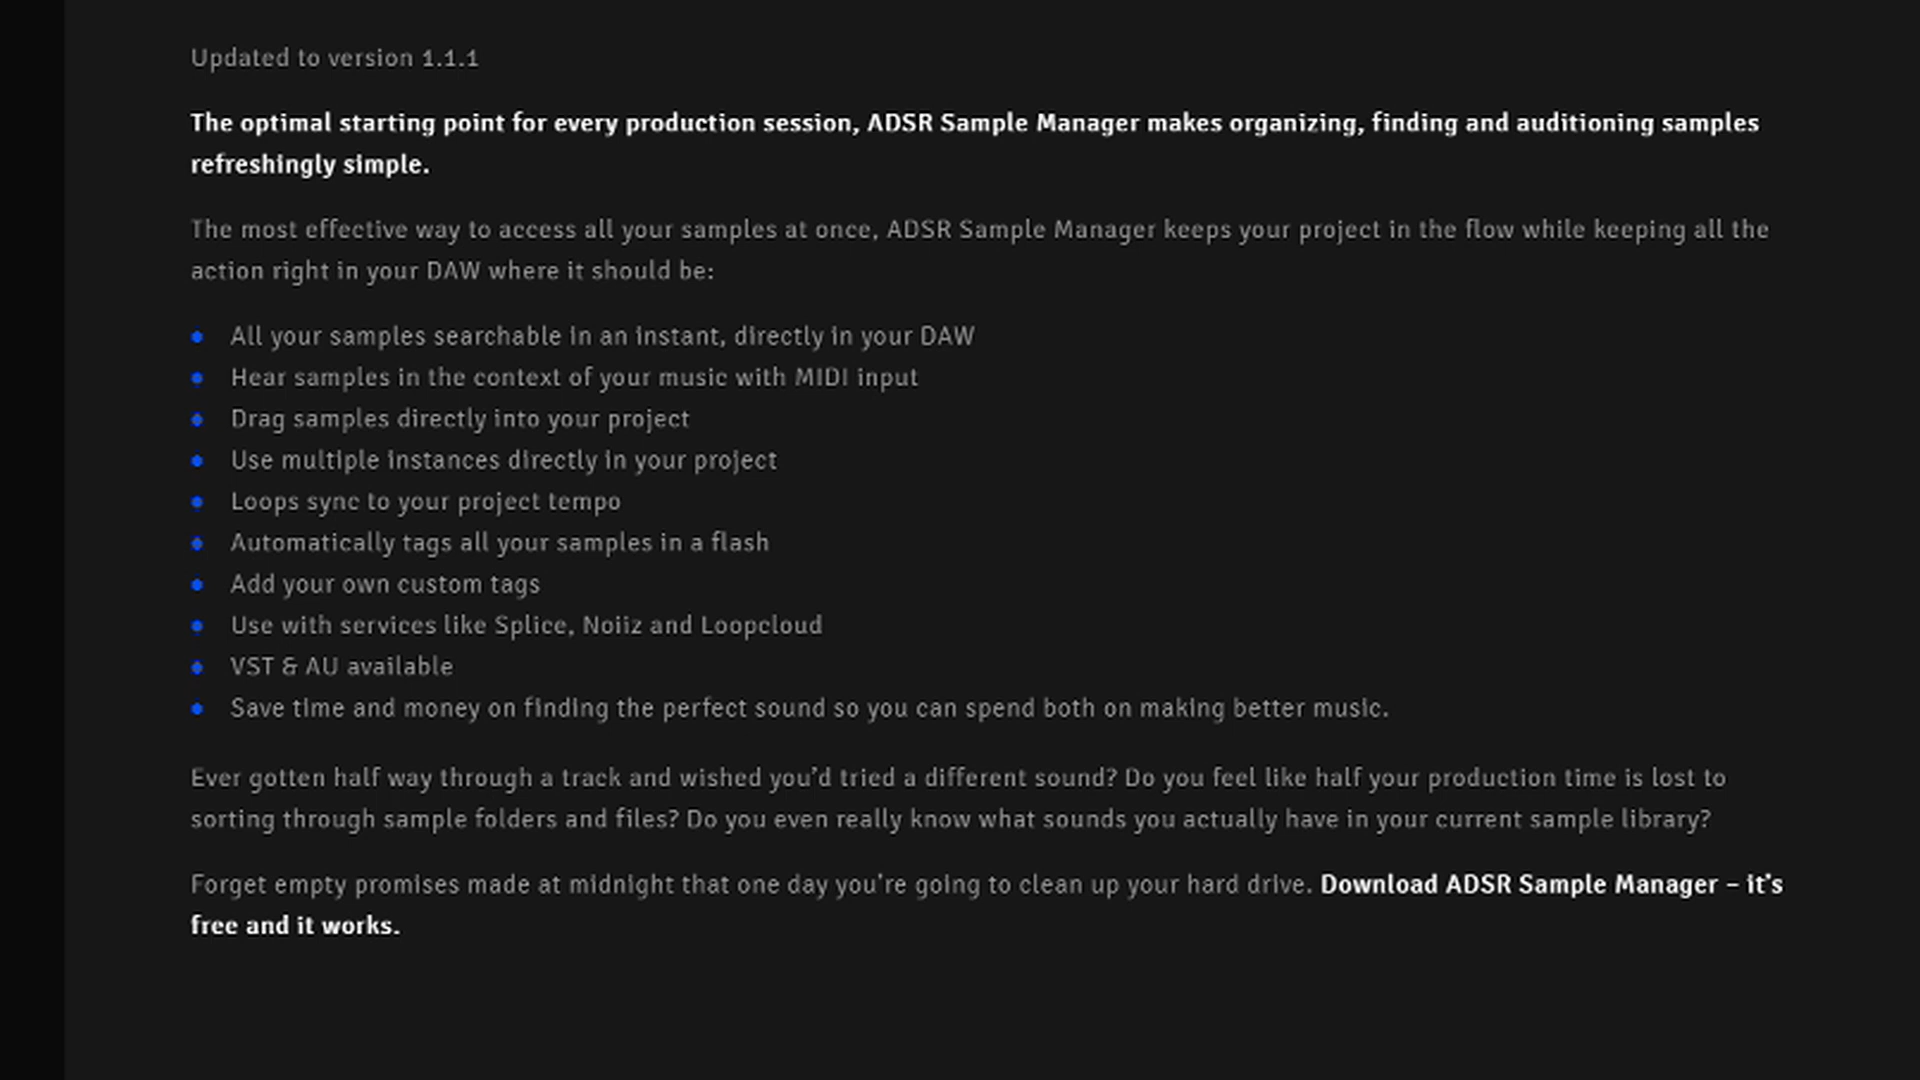 Updated to version 1.1.1
The optimal starting point for every production session, ADSR Sample Manager makes organizing, finding and auditioning samples
refreshingly simple.
The most effective way to access all your samples at once, ADSR Sample Manager keeps your project in the flow while keeping all the
action right in your DAW where it should be:
All your samples searchable in an instant, directly in your DAW
Hear samples in the context of your music with MIDI input
Drag samples directly into your project
Use multiple instances directly in your project
Loops sync to your project tempo
Automatically tags all your samples in a flash
Add your own custom tags
Use with services like Splice, Noiiz and Loopcloud
VST & AU available
Save time and money on finding the perfect sound so you can spend both on making better music.
Ever gotten half way through a track and wished you’d tried a different sound? Do you feel like half your production time is lost to
sorting through sample folders and files? Do you even really know what sounds you actually have in your current sample library?
Forget empty promises made at midnight that one day you’re going to clean up your hard drive. Download ADSR Sample Manager – it’s
free and it works.